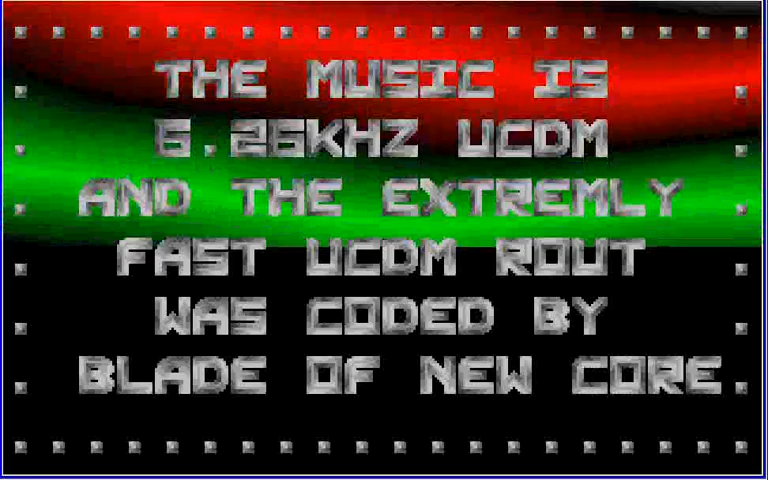 THE MUSIC IS
6.26KHZ UCDM
AND THE EXTREMLY
FAST UCDM ROUT
WAS CODED BY
BLADE OF NEW CORE.